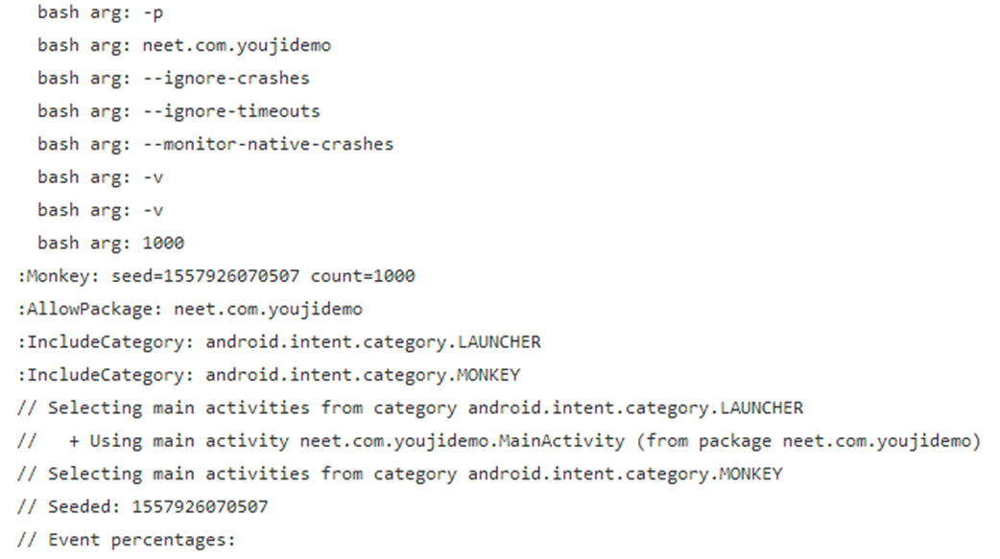 bash arg: -p
bash arg: neet.com.youjidemo
bash arg: --ignore-crashes
bash arg: --ignore-timeouts
bash arg: --monitor-native-crashes
bash arg: -v
bash arg: -v
bash arg: 1000
:Monkey: seed=1557926070507 count=1000
:AllowPackage: neet.com.youjidemo
:IncludeCategory: android.intent.category.LAUNCHER
:IncludeCategory: android.intent.category.MONKEY
// Selecting main activities from category android.intent.category.LAUNCHER
//   + Using main activity neet.com.youjidemo.MainActivity (from package neet.com.youjidemo)
// Selecting main activities from category android.intent.category.MONKEY
// Seeded: 1557926070507
// Event percentages: